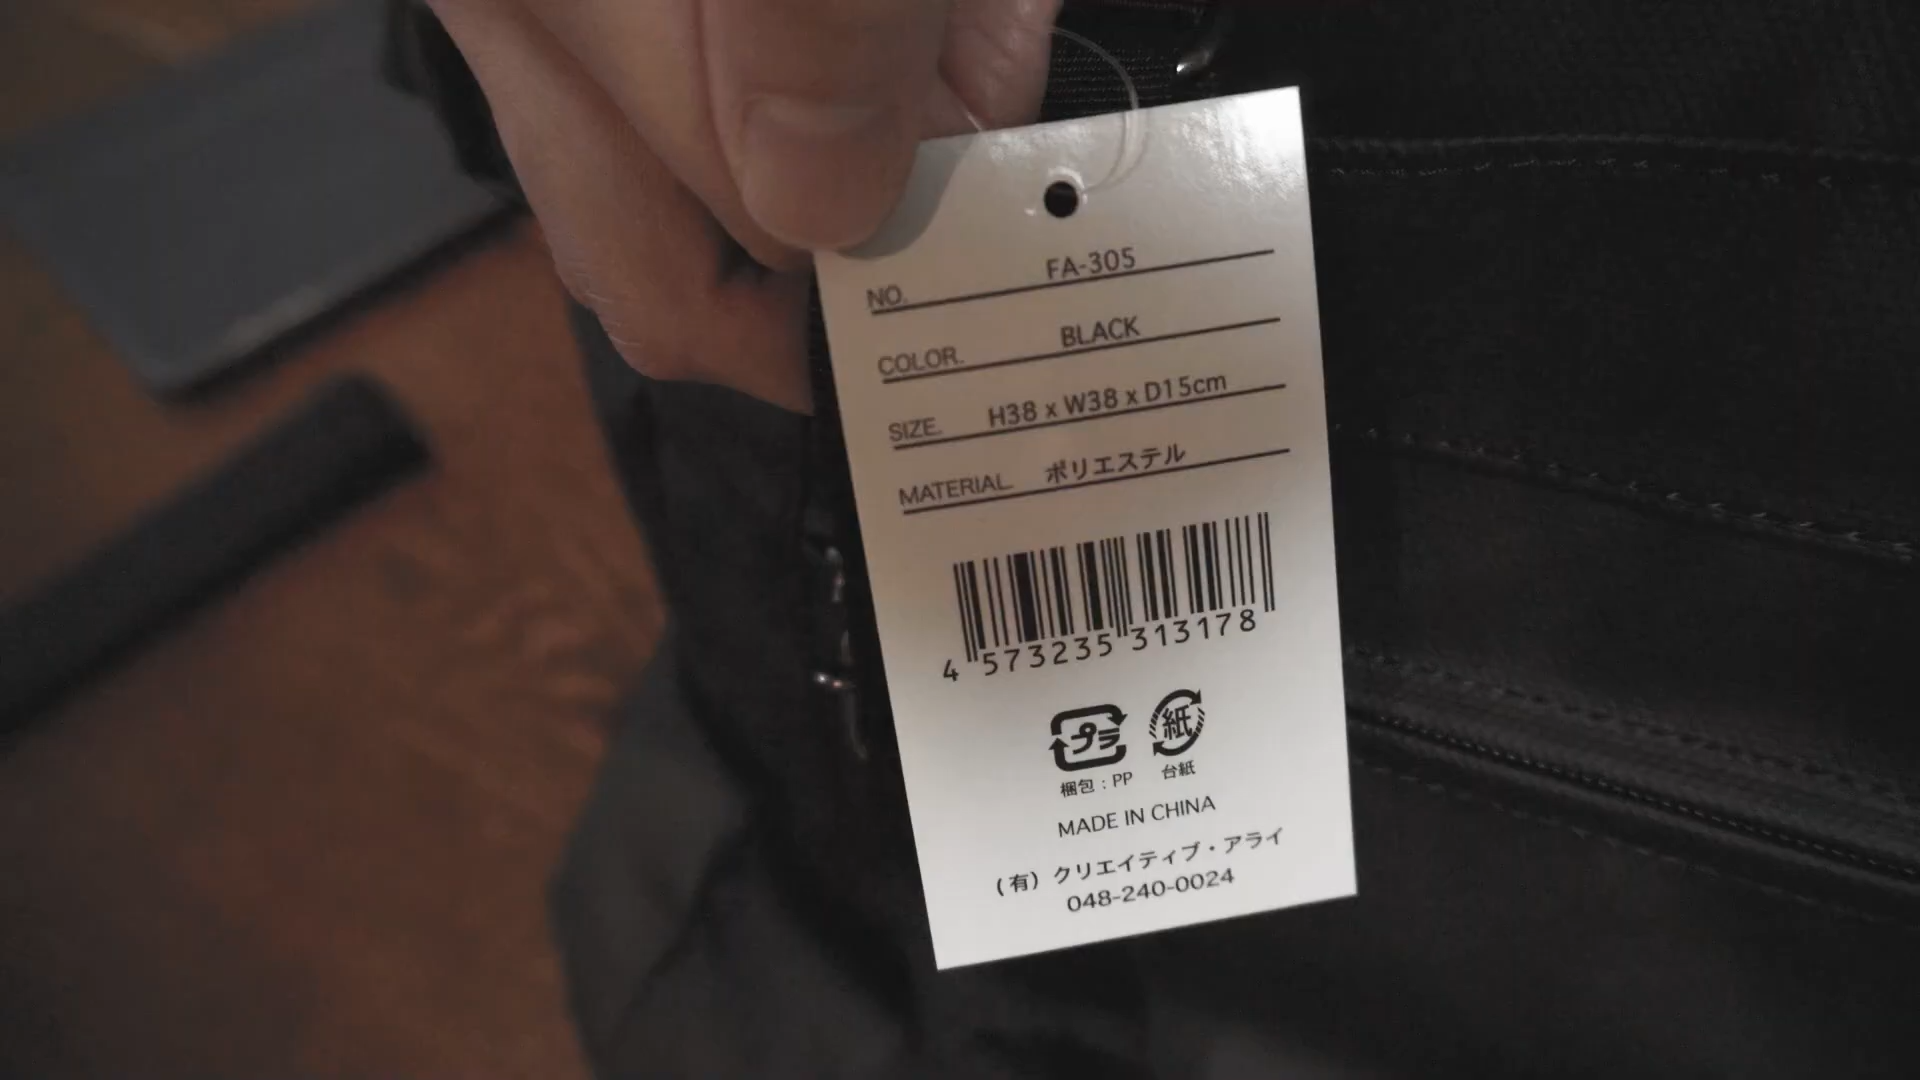 NO. FA-305
COLOR. BLACK
SIZE. H38 x W38 x D15cm
MATERIAL. ポリエステル
4 573235 313178
プラ 紙
梱包:PP 台紙
MADE IN CHINA
(有)クリエイティブ・アライ
048-240-0024